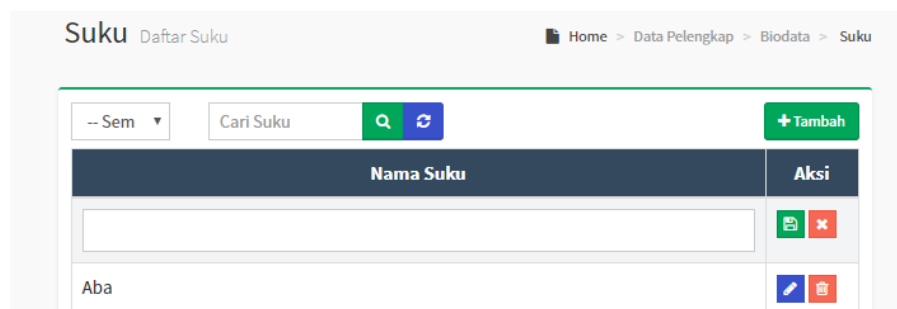 Suku Daftar Suku
Home > Data Pelengkap > Biodata > Suku
-- Sem
Cari Suku
Tambah
Nama Suku
Aksi
Aba